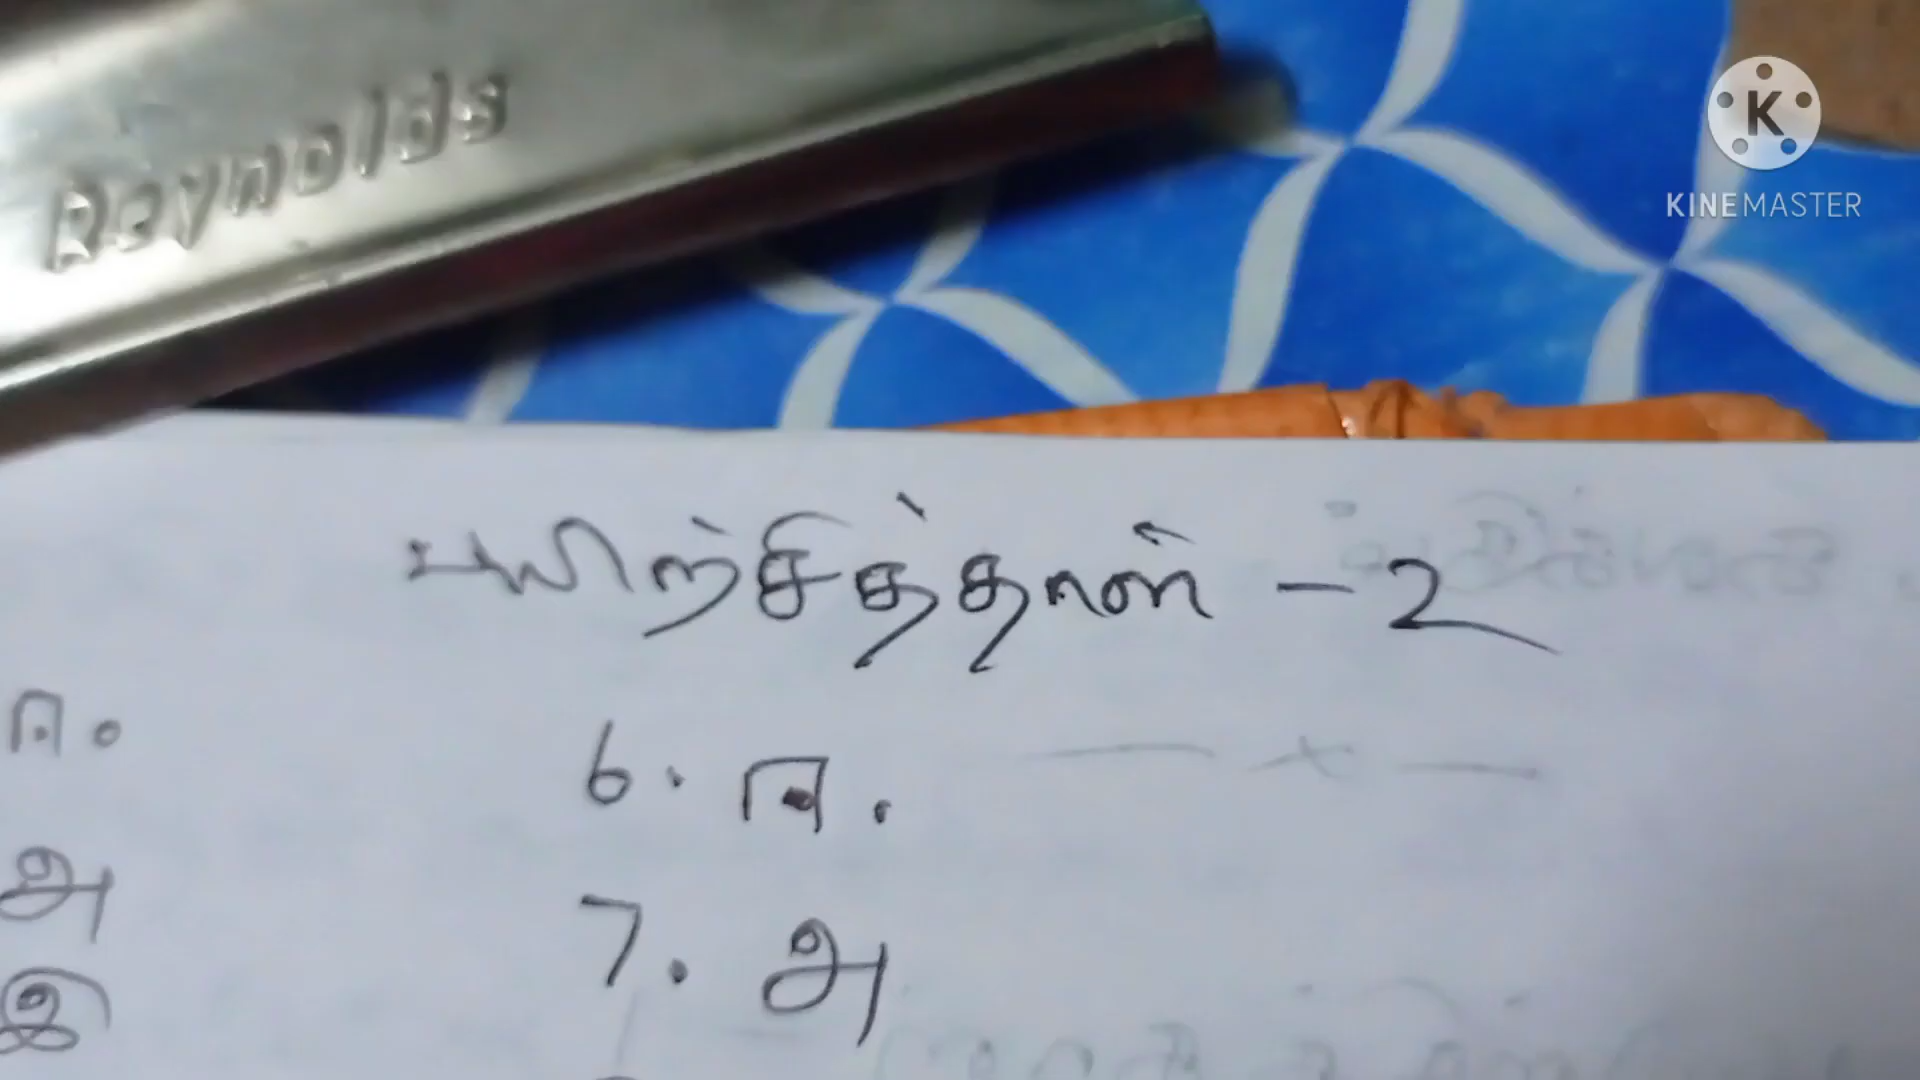 Reynolds
K
KINEMASTER
பயிற்சித்தாள் - 2
ஈ.
6. ஈ.
அ
7. அ
இ